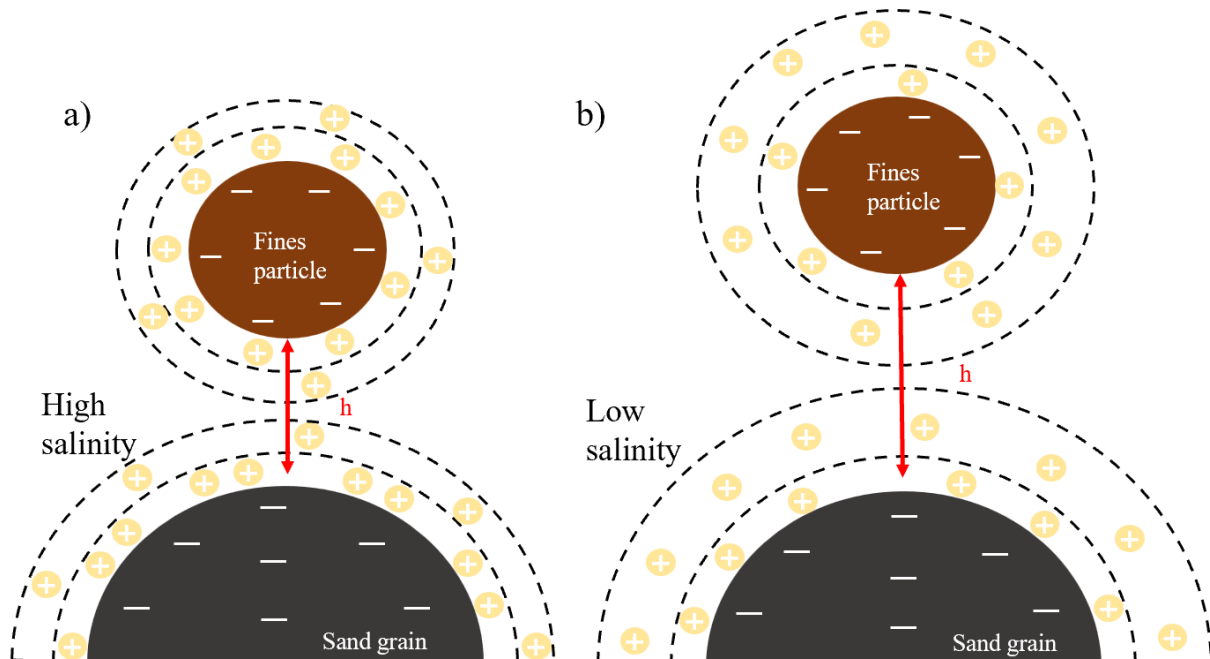 a)
Fines
particle
High
salinity
h
Sand grain
b)
Fines
particle
Low
salinity
h
Sand grain